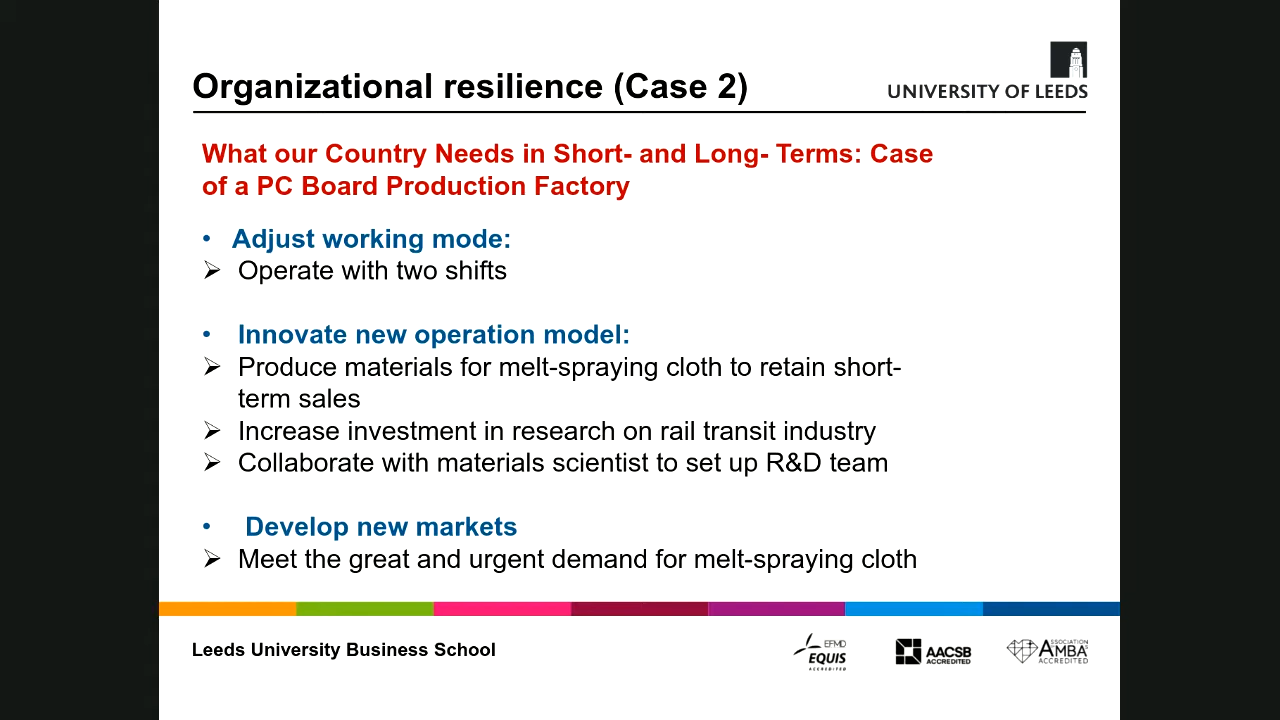 Organizational resilience (Case 2)
UNIVERSITY OF LEEDS
What our Country Needs in Short- and Long- Terms: Case
of a PC Board Production Factory
• Adjust working mode:
➢ Operate with two shifts
• Innovate new operation model:
➢ Produce materials for melt-spraying cloth to retain short-
term sales
➢ Increase investment in research on rail transit industry
➢ Collaborate with materials scientist to set up R&D team
• Develop new markets
➢ Meet the great and urgent demand for melt-spraying cloth
Leeds University Business School
EFMD
EQUIS
ACCREDITED
AACSB
ACCREDITED
ASSOCIATION
AMBA
ACCREDITED